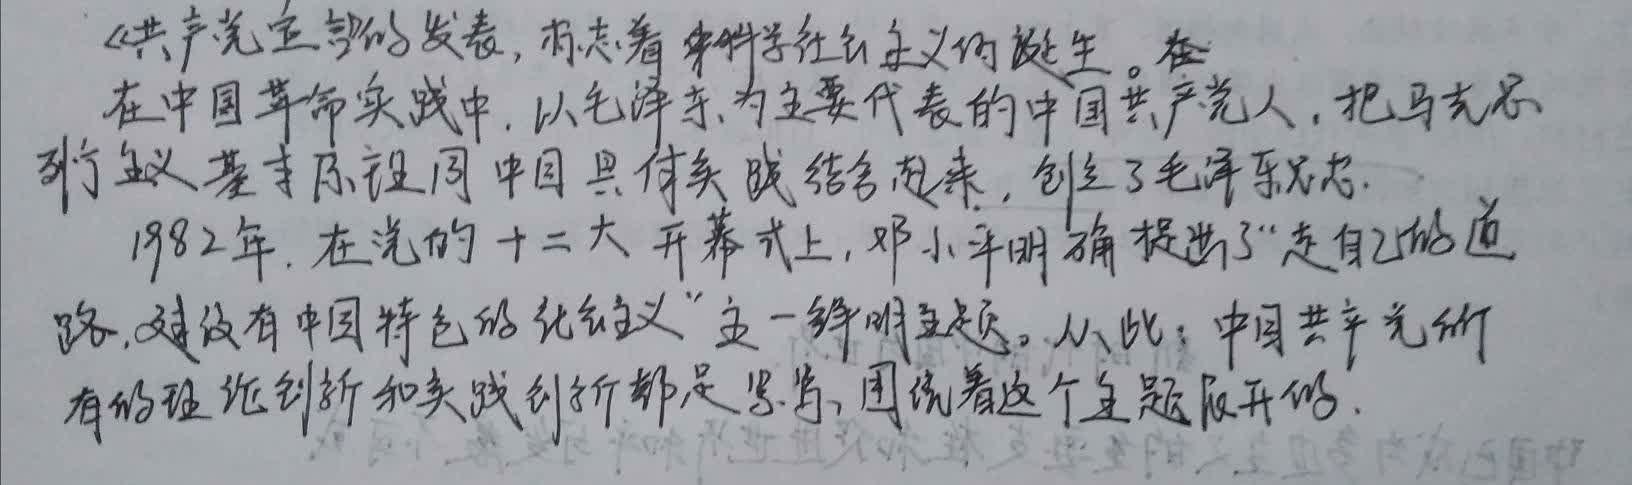 《共产党宣言》的发表，标志着科学社会主义的诞生。
在中国革命实践中，以毛泽东为主要代表的中国共产党人，把马克思
列宁主义基本原理同中国具体实践结合起来，创立了毛泽东思想.
1982年.在党的十二大开幕式上，邓小平明确提出了“走自己的道
路，建设有中国特色的社会主义”这一鲜明主题。从此，中国共产党所
有的理论创新和实践创新都是紧紧围绕着这个主题展开的.